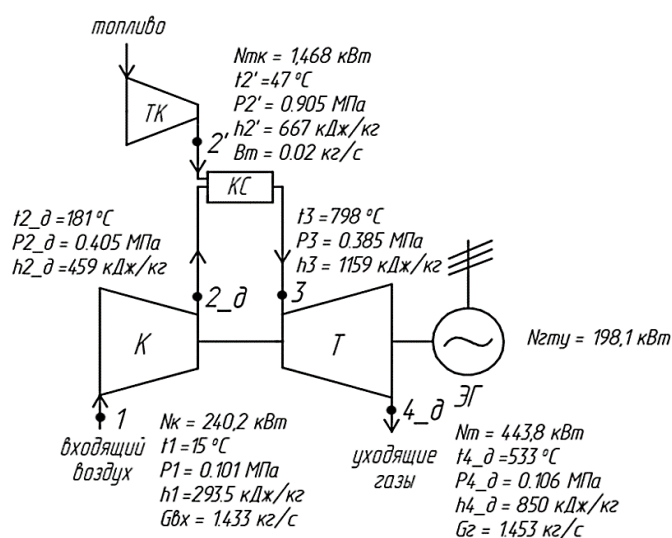 топливо
Nтк = 1,468 кВт
t2' = 47 °C
P2' = 0.905 МПа
h2' = 667 кДж/кг
Вт = 0.02 кг/с
ТК
2'
КС
t2_д = 181 °C
P2_д = 0.405 МПа
h2_д = 459 кДж/кг
t3 = 798 °C
P3 = 0.385 МПа
h3 = 1159 кДж/кг
2_д
3
К
Т
Nгту = 198,1 кВт
ЭГ
1
4_д
входящий
воздух
Nк = 240,2 кВт
t1 = 15 °C
P1 = 0.101 МПа
h1 = 293.5 кДж/кг
Gвх = 1.433 кг/с
уходящие
газы
Nт = 443,8 кВт
t4_д = 533 °C
P4_д = 0.106 МПа
h4_д = 850 кДж/кг
Gг = 1.453 кг/с